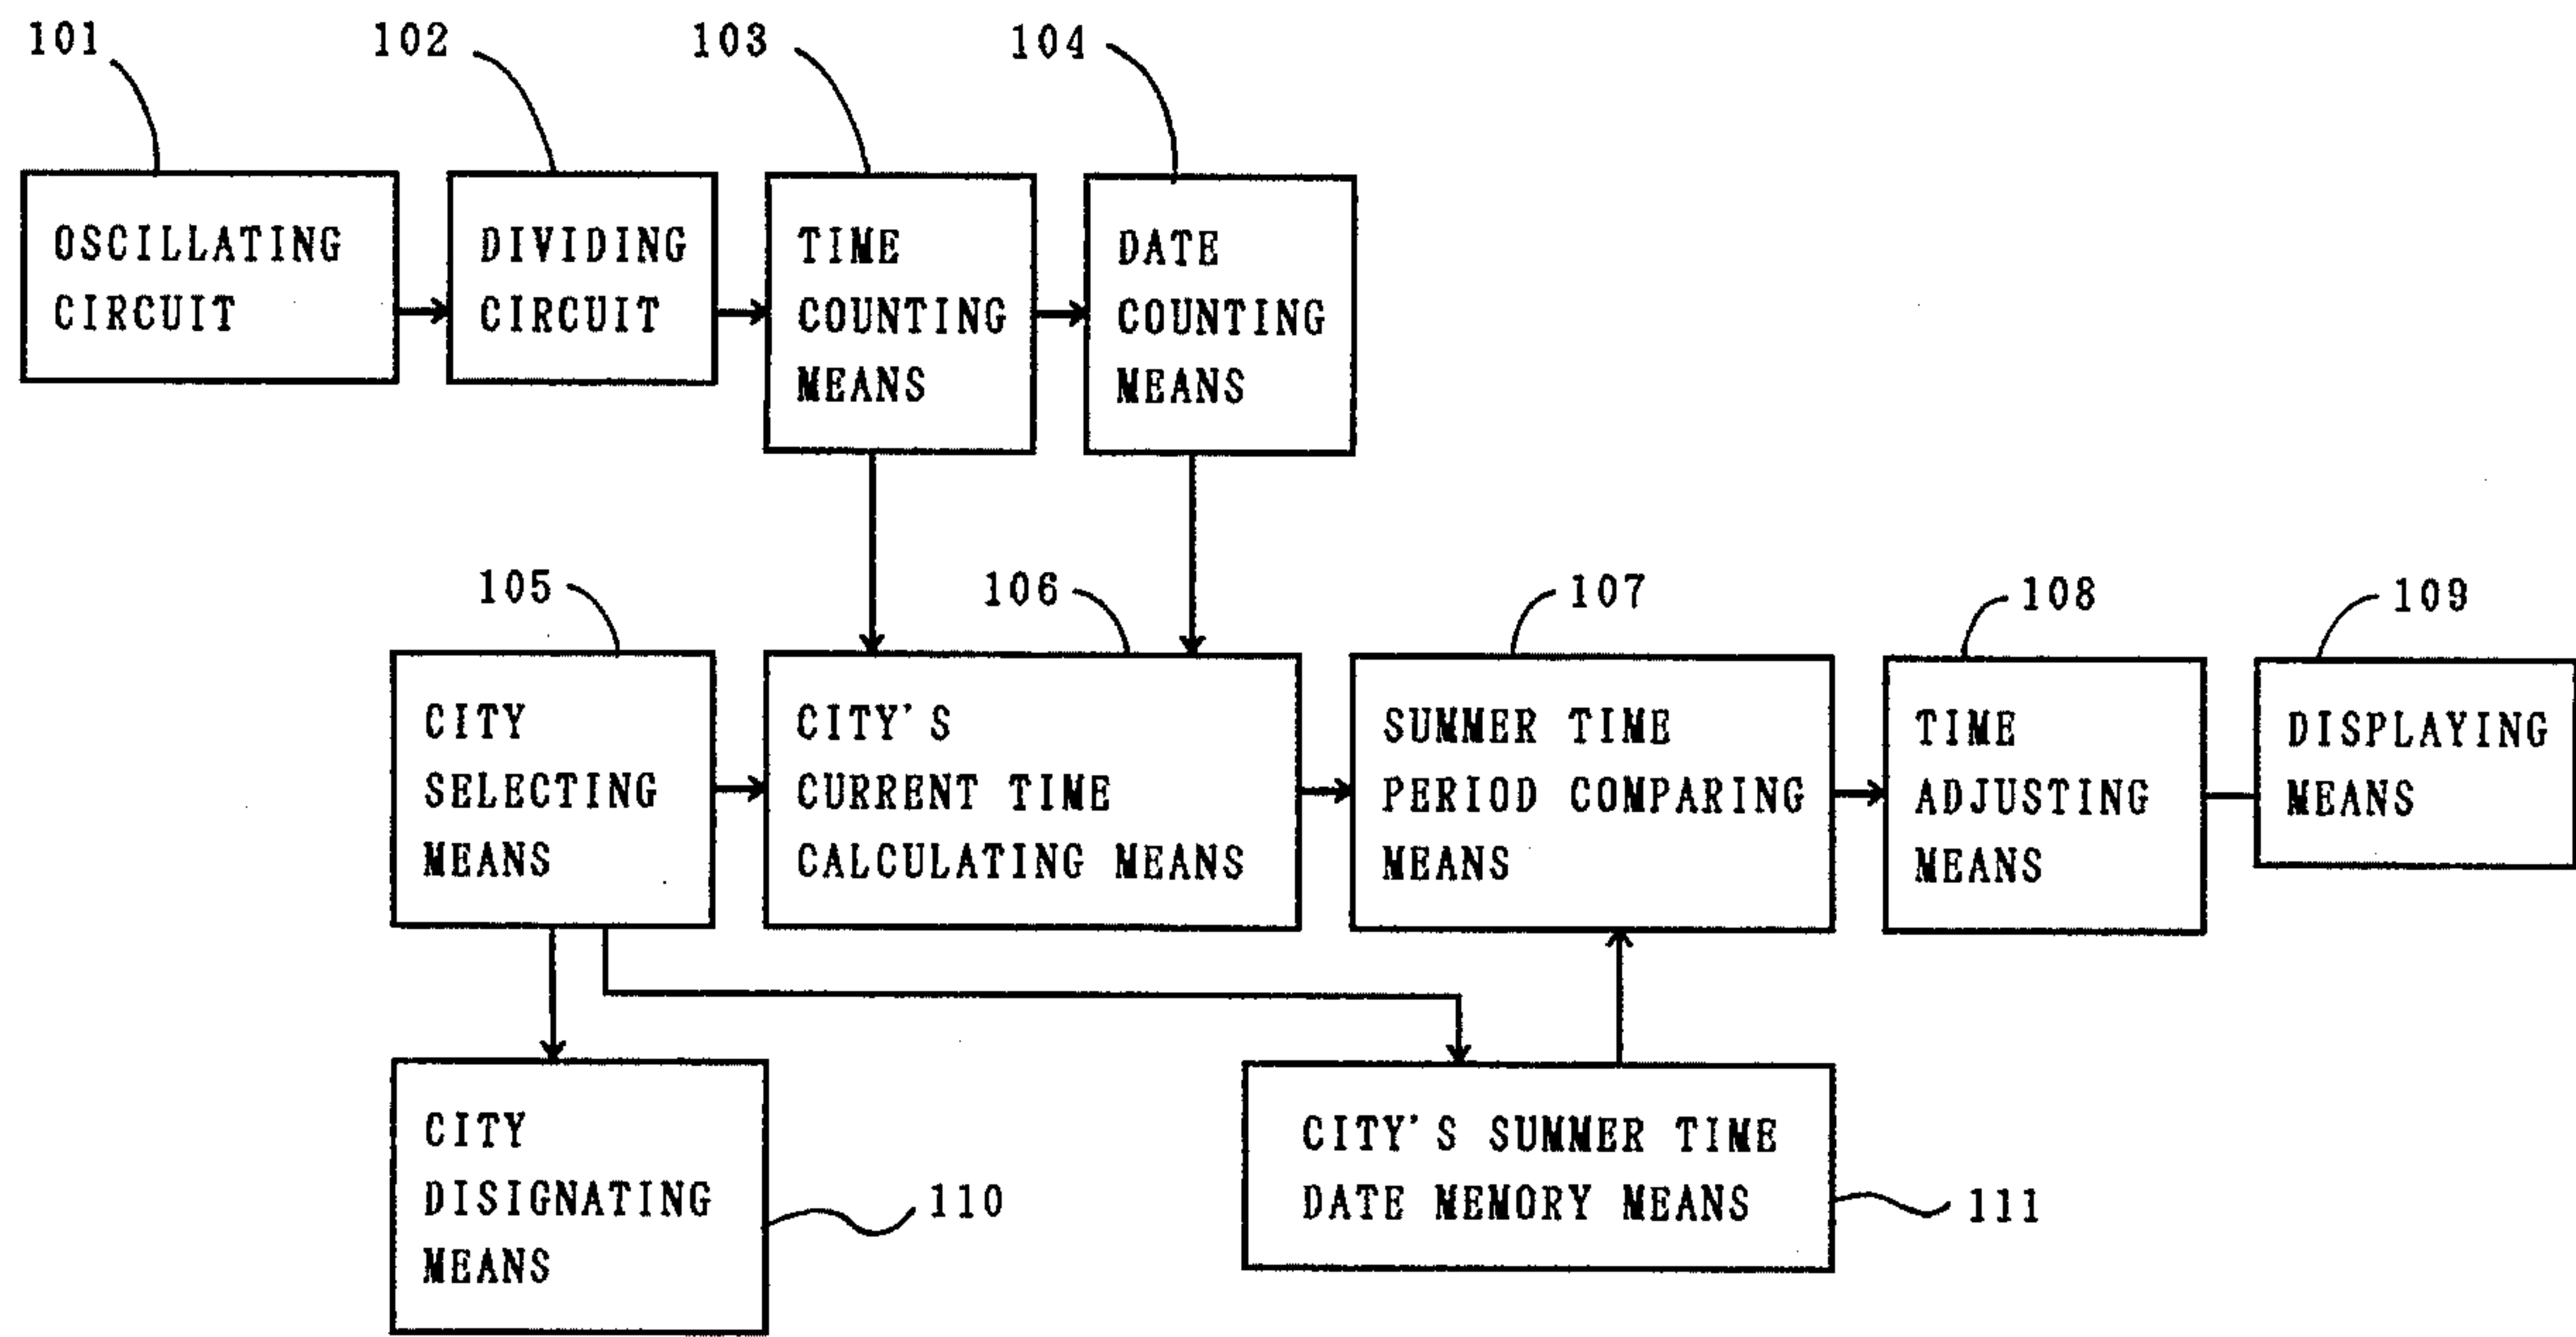 101
102
103
104
OSCILLATING
CIRCUIT
DIVIDING
CIRCUIT
TIME
COUNTING
MEANS
DATE
COUNTING
MEANS
105
106
107
108
109
CITY
SELECTING
MEANS
CITY'S
CURRENT TIME
CALCULATING MEANS
SUMMER TIME
PERIOD COMPARING
MEANS
TIME
ADJUSTING
MEANS
DISPLAYING
MEANS
CITY
DISIGNATING
MEANS
110
CITY'S SUMMER TIME
DATE MEMORY MEANS
111